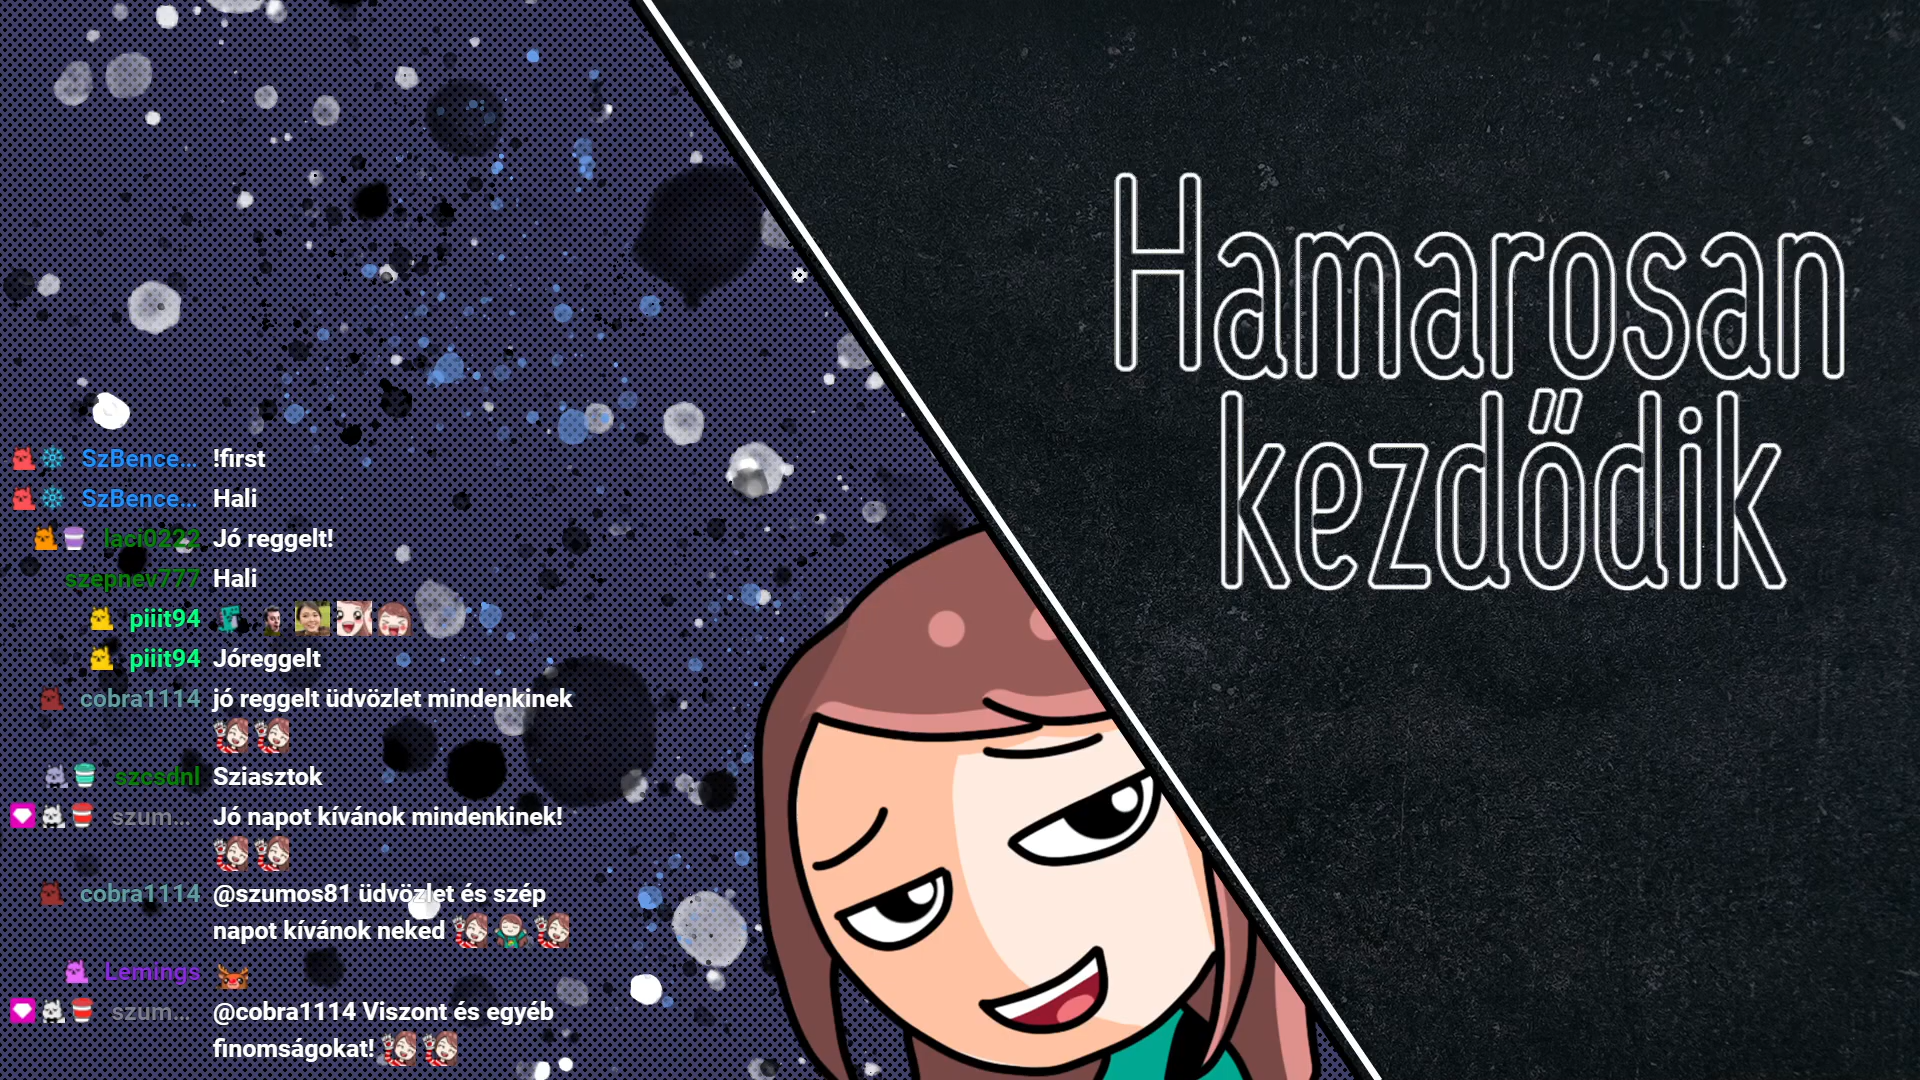 Hamarosan
kezdődik
SzBence... !first
SzBence... Hali
laci0222 Jó reggelt!
szepnev777 Hali
piiit94
piiit94 Jóreggelt
cobra1114 jó reggelt üdvözlet mindenkinek
szcsdnl Sziasztok
szum... Jó napot kívánok mindenkinek!
cobra1114 @szumos81 üdvözlet és szép
napot kívánok neked
Lemings
szum... @cobra1114 Viszont és egyéb
finomságokat!